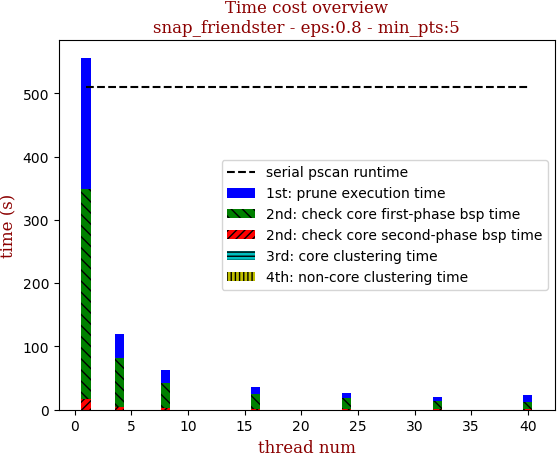 Time cost overview
snap_friendster - eps:0.8 - min_pts:5
time (s)
500
400
300
200
100
0
serial pscan runtime
1st: prune execution time
2nd: check core first-phase bsp time
2nd: check core second-phase bsp time
3rd: core clustering time
4th: non-core clustering time
0 5 10 15 20 25 30 35 40
thread num